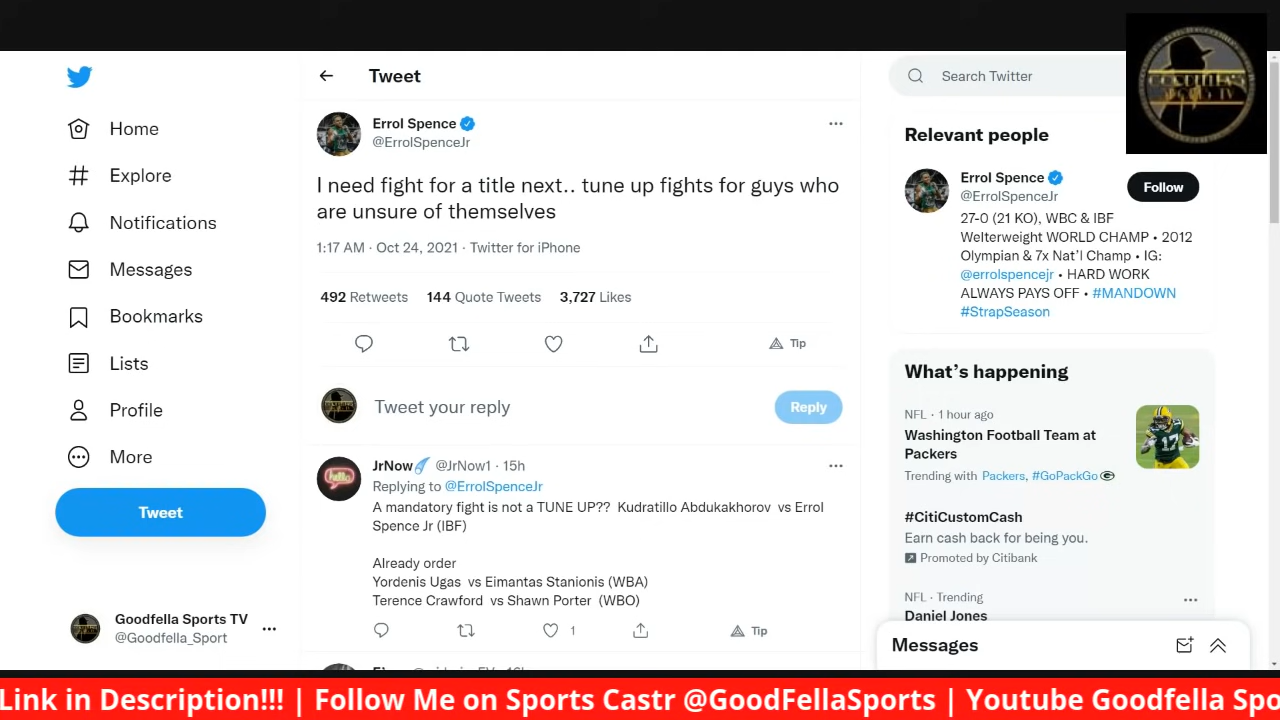 Tweet
Search Twitter
GOODFELLA'S
SPORTS TV
Home
Explore
Notifications
Messages
Bookmarks
Lists
Profile
More
Tweet
Goodfella Sports TV
@Goodfella_Sport
Errol Spence
@ErrolSpenceJr
I need fight for a title next.. tune up fights for guys who
are unsure of themselves
1:17 AM · Oct 24, 2021 · Twitter for iPhone
492 Retweets 144 Quote Tweets 3,727 Likes
Tip
Tweet your reply
Reply
JrNow @JrNow1 · 15h
Replying to @ErrolSpenceJr
A mandatory fight is not a TUNE UP?? Kudratillo Abdukakhorov vs Errol
Spence Jr (IBF)
Already order
Yordenis Ugas vs Eimantas Stanionis (WBA)
Terence Crawford vs Shawn Porter (WBO)
1
Tip
Relevant people
Errol Spence
@ErrolSpenceJr
Follow
27-0 (21 KO), WBC & IBF
Welterweight WORLD CHAMP • 2012
Olympian & 7x Nat'l Champ • IG:
@errolspencejr • HARD WORK
ALWAYS PAYS OFF • #MANDOWN
#StrapSeason
What's happening
NFL · 1 hour ago
Washington Football Team at
Packers
Trending with Packers, #GoPackGo
#CitiCustomCash
Earn cash back for being you.
Promoted by Citibank
NFL · Trending
Daniel Jones
Messages
Link in Description!!! | Follow Me on Sports Castr @GoodFellaSports | Youtube Goodfella Spo